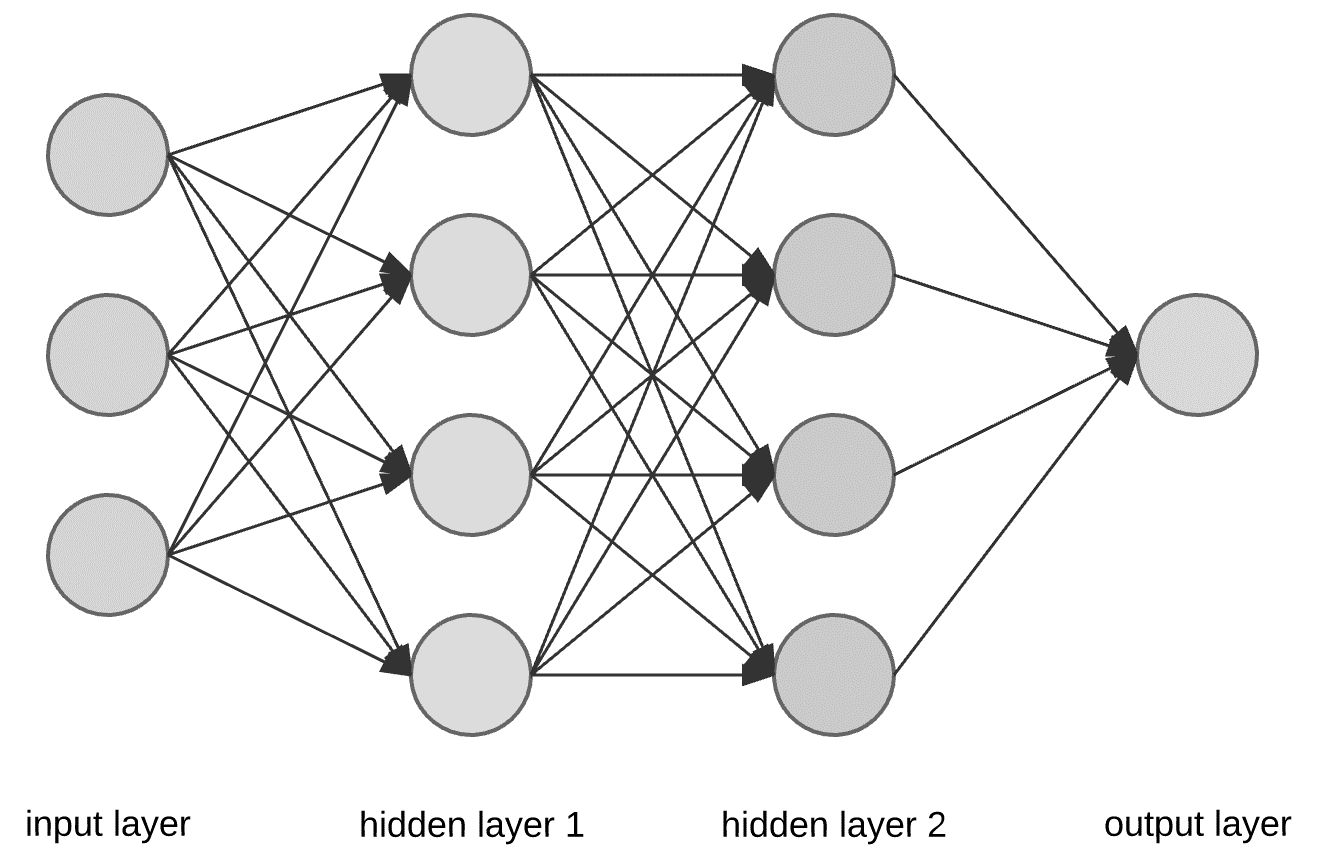 input layer
hidden layer 1
hidden layer 2
output layer